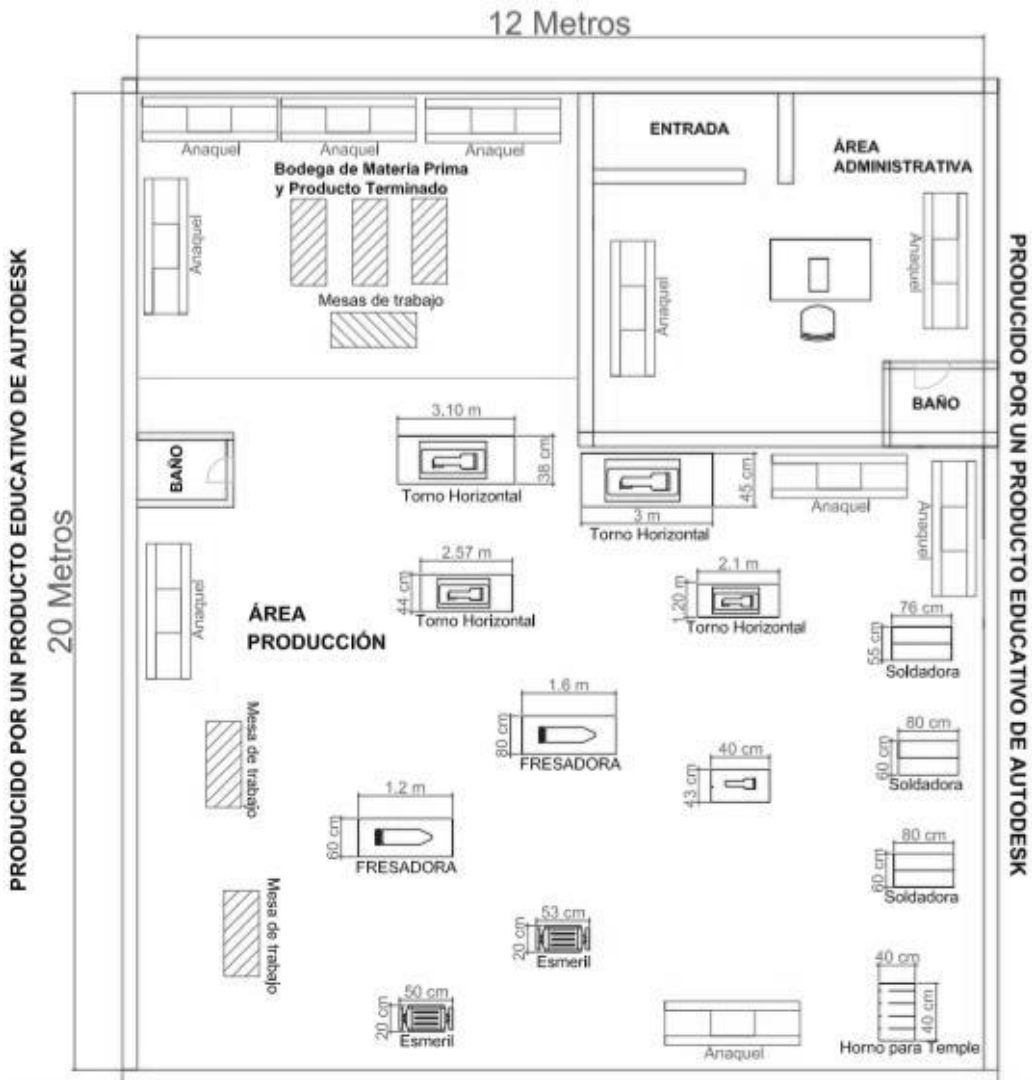 12 Metros
Anaquel
Anaquel
Anaquel
ENTRADA
ÁREA
ADMINISTRATIVA
Bodega de Materia Prima
y Producto Terminado
Anaquel
Anaquel
Anaquel
Mesas de trabajo
PRODUCIDO POR UN PRODUCTO EDUCATIVO DE AUTODESK
PRODUCIDO POR UN PRODUCTO EDUCATIVO DE AUTODESK
20 Metros
BAÑO
BAÑO
3.10 m
38 cm
Torno Horizontal
45 cm
3 m
Torno Horizontal
Anaquel
Anaquel
2.57 m
44 cm
Torno Horizontal
2.1 m
20 m
Torno Horizontal
Anaquel
ÁREA
PRODUCCIÓN
76 cm
55 cm
Soldadora
1.6 m
80 cm
FRESADORA
80 cm
60 cm
Soldadora
Mesa de trabajo
40 cm
43 cm
1.2 m
60 cm
FRESADORA
80 cm
60 cm
Soldadora
Mesa de trabajo
53 cm
20 cm
Esmeril
50 cm
20 cm
Esmeril
Anaquel
40 cm
40 cm
Horno para Temple